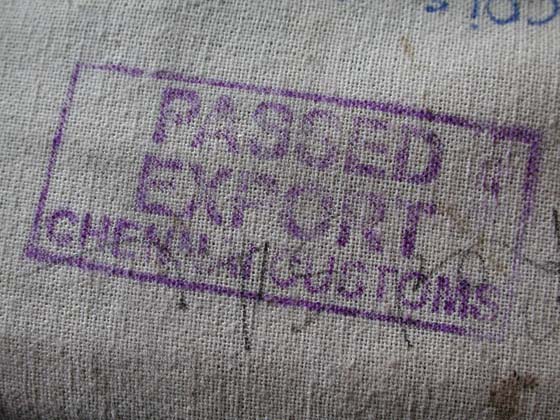 PASSED
EXPORT
CHENNAI CUSTOMS